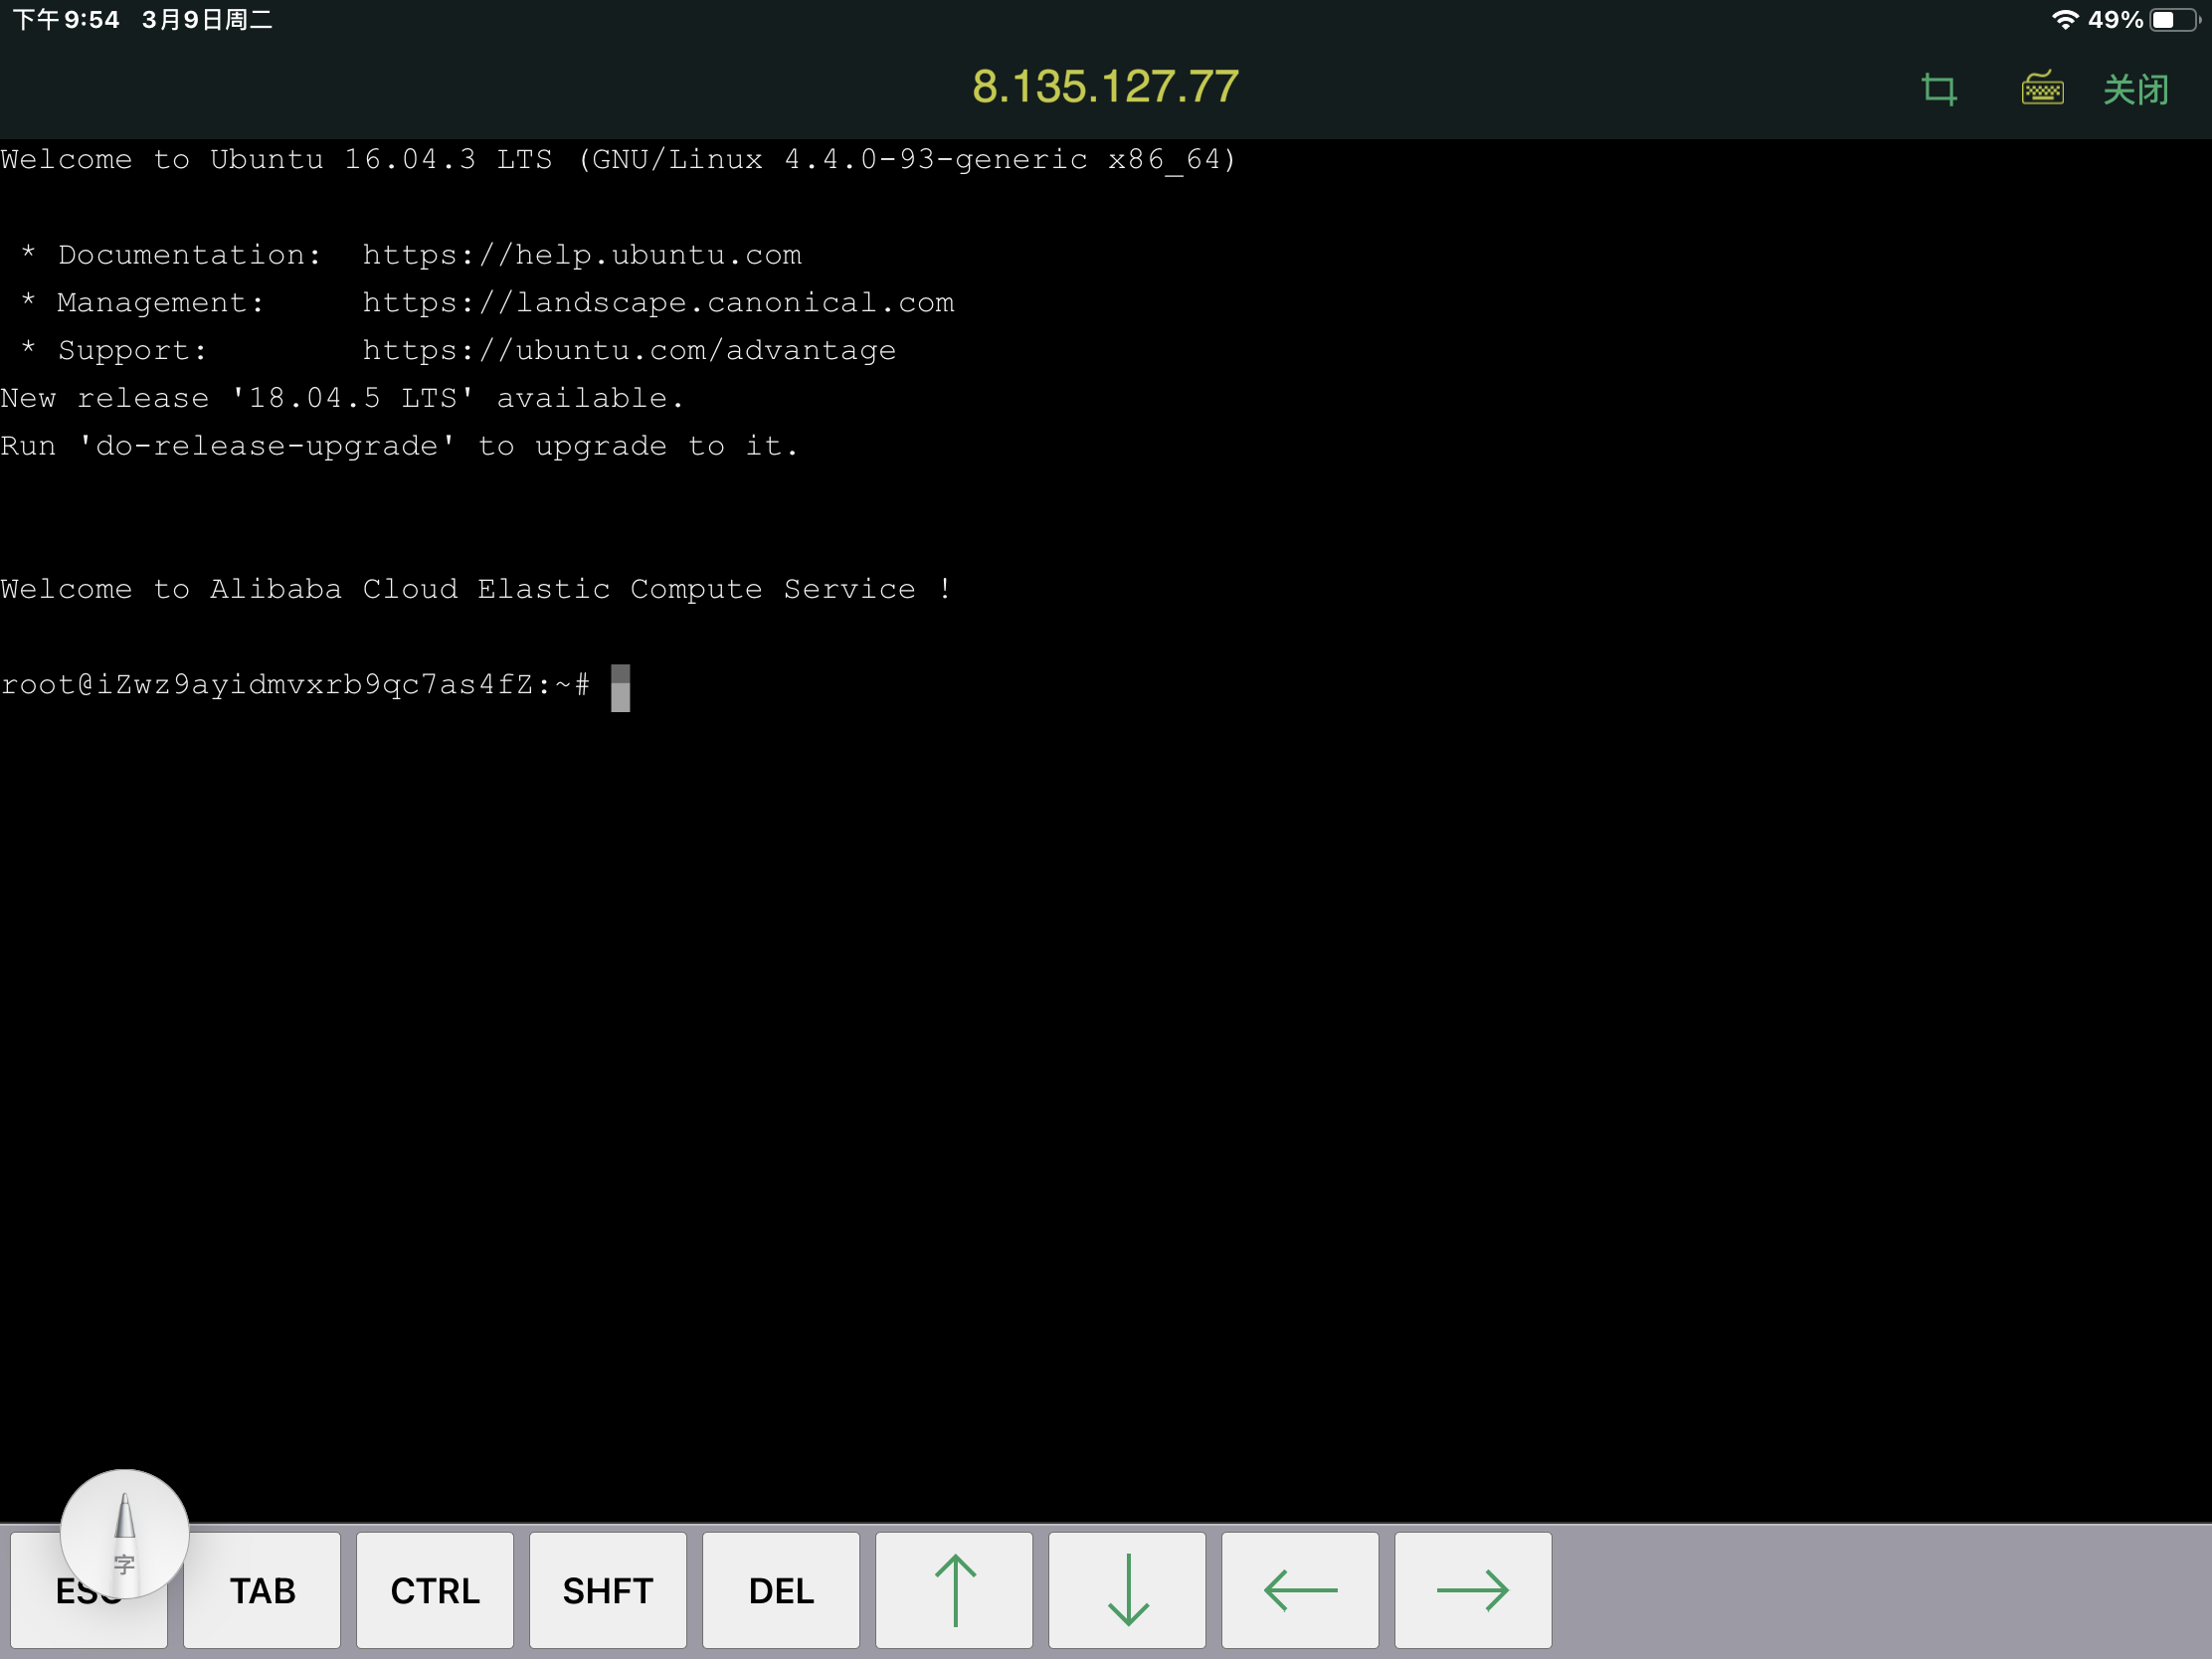 下午9:54 3月9日周二
49%
8.135.127.77
关闭
Welcome to Ubuntu 16.04.3 LTS (GNU/Linux 4.4.0-93-generic x86_64)
* Documentation:  https://help.ubuntu.com
* Management:     https://landscape.canonical.com
* Support:        https://ubuntu.com/advantage
New release '18.04.5 LTS' available.
Run 'do-release-upgrade' to upgrade to it.
Welcome to Alibaba Cloud Elastic Compute Service !
root@iZwz9ayidmvxrb9qc7as4fZ:~#
字
ESC TAB CTRL SHFT DEL